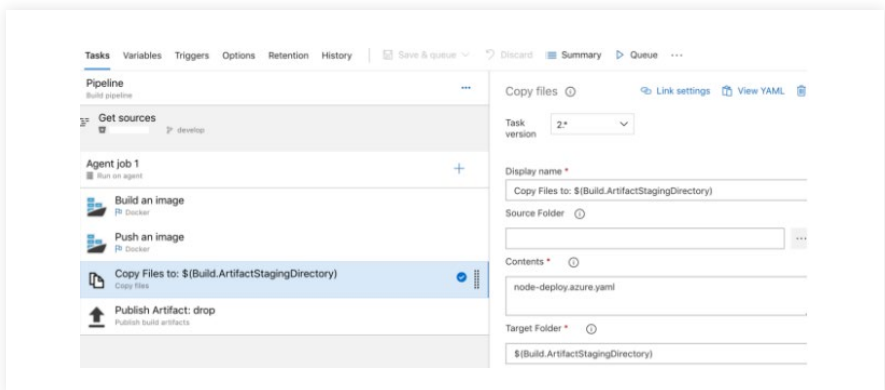 Tasks Variables Triggers Options Retention History Save & queue Discard Summary Queue ...
Pipeline
Build pipeline
Get sources
develop
Agent job 1
Run on agent
Build an image
Docker
Push an image
Docker
Copy Files to: $(Build.ArtifactStagingDirectory)
Copy files
Publish Artifact: drop
Publish build artifacts
Copy files Link settings View YAML
Task version 2.*
Display name *
Copy Files to: $(Build.ArtifactStagingDirectory)
Source Folder
Contents *
node-deploy.azure.yaml
Target Folder *
$(Build.ArtifactStagingDirectory)